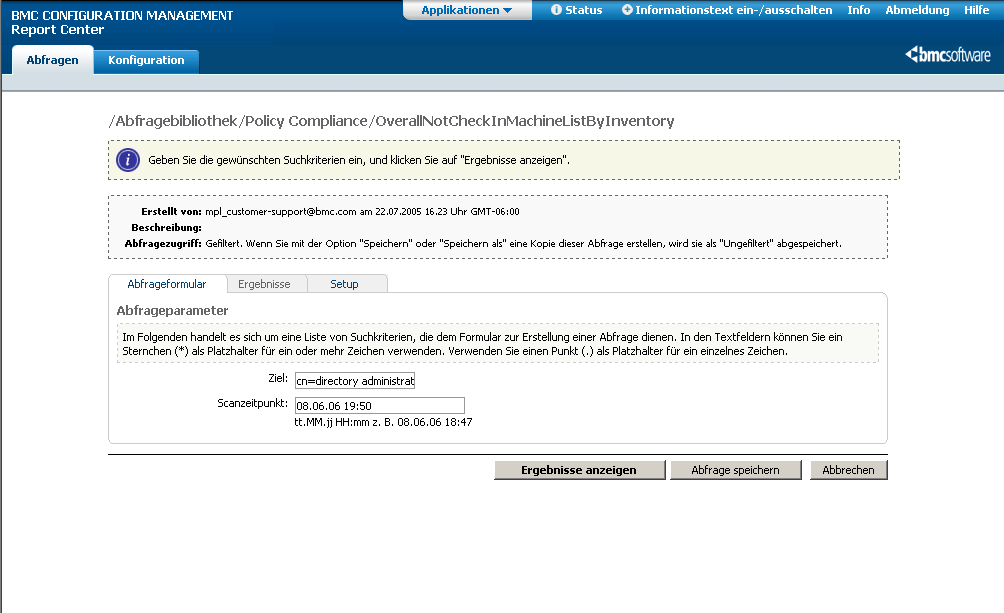 BMC CONFIGURATION MANAGEMENT
Report Center
Applikationen
Status
Informationstext ein-/ausschalten
Info
Abmeldung
Hilfe
Abfragen
Konfiguration
bmcsoftware
/Abfragebibliothek/Policy Compliance/OverallNotCheckInMachineListByInventory
Geben Sie die gewünschten Suchkriterien ein, und klicken Sie auf "Ergebnisse anzeigen".
Erstellt von: mpl_customer-support@bmc.com am 22.07.2005 16.23 Uhr GMT-06:00
Beschreibung:
Abfragezugriff: Gefiltert. Wenn Sie mit der Option "Speichern" oder "Speichern als" eine Kopie dieser Abfrage erstellen, wird sie als "Ungefiltert" abgespeichert.
Abfrageformular
Ergebnisse
Setup
Abfrageparameter
Im Folgenden handelt es sich um eine Liste von Suchkriterien, die dem Formular zur Erstellung einer Abfrage dienen. In den Textfeldern können Sie ein
Sternchen (*) als Platzhalter für ein oder mehr Zeichen verwenden. Verwenden Sie einen Punkt (.) als Platzhalter für ein einzelnes Zeichen.
Ziel: cn=directory administrat
Scanzeitpunkt: 08.06.06 19:50
tt.MM.jj HH:mm z. B. 08.06.06 18:47
Ergebnisse anzeigen
Abfrage speichern
Abbrechen